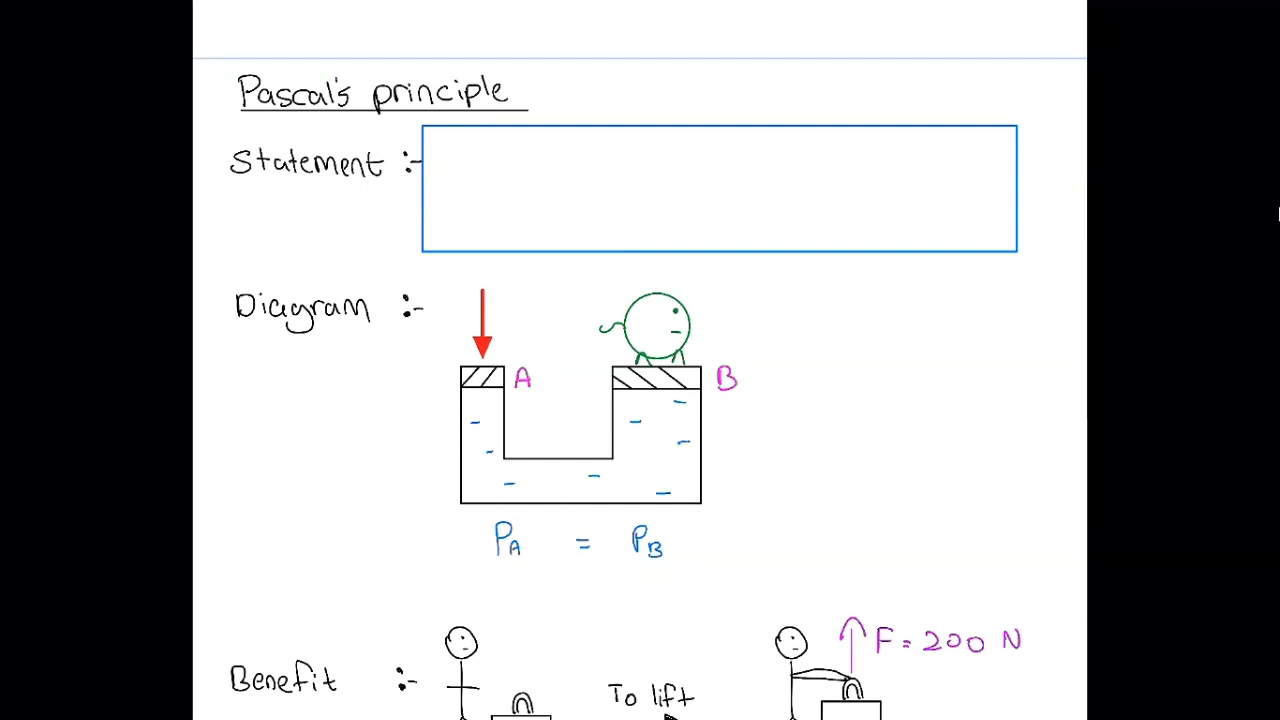 Pascal's principle
Statement :-
Diagram :-
A
B
PA = PB
F = 200 N
Benefit :-
To lift